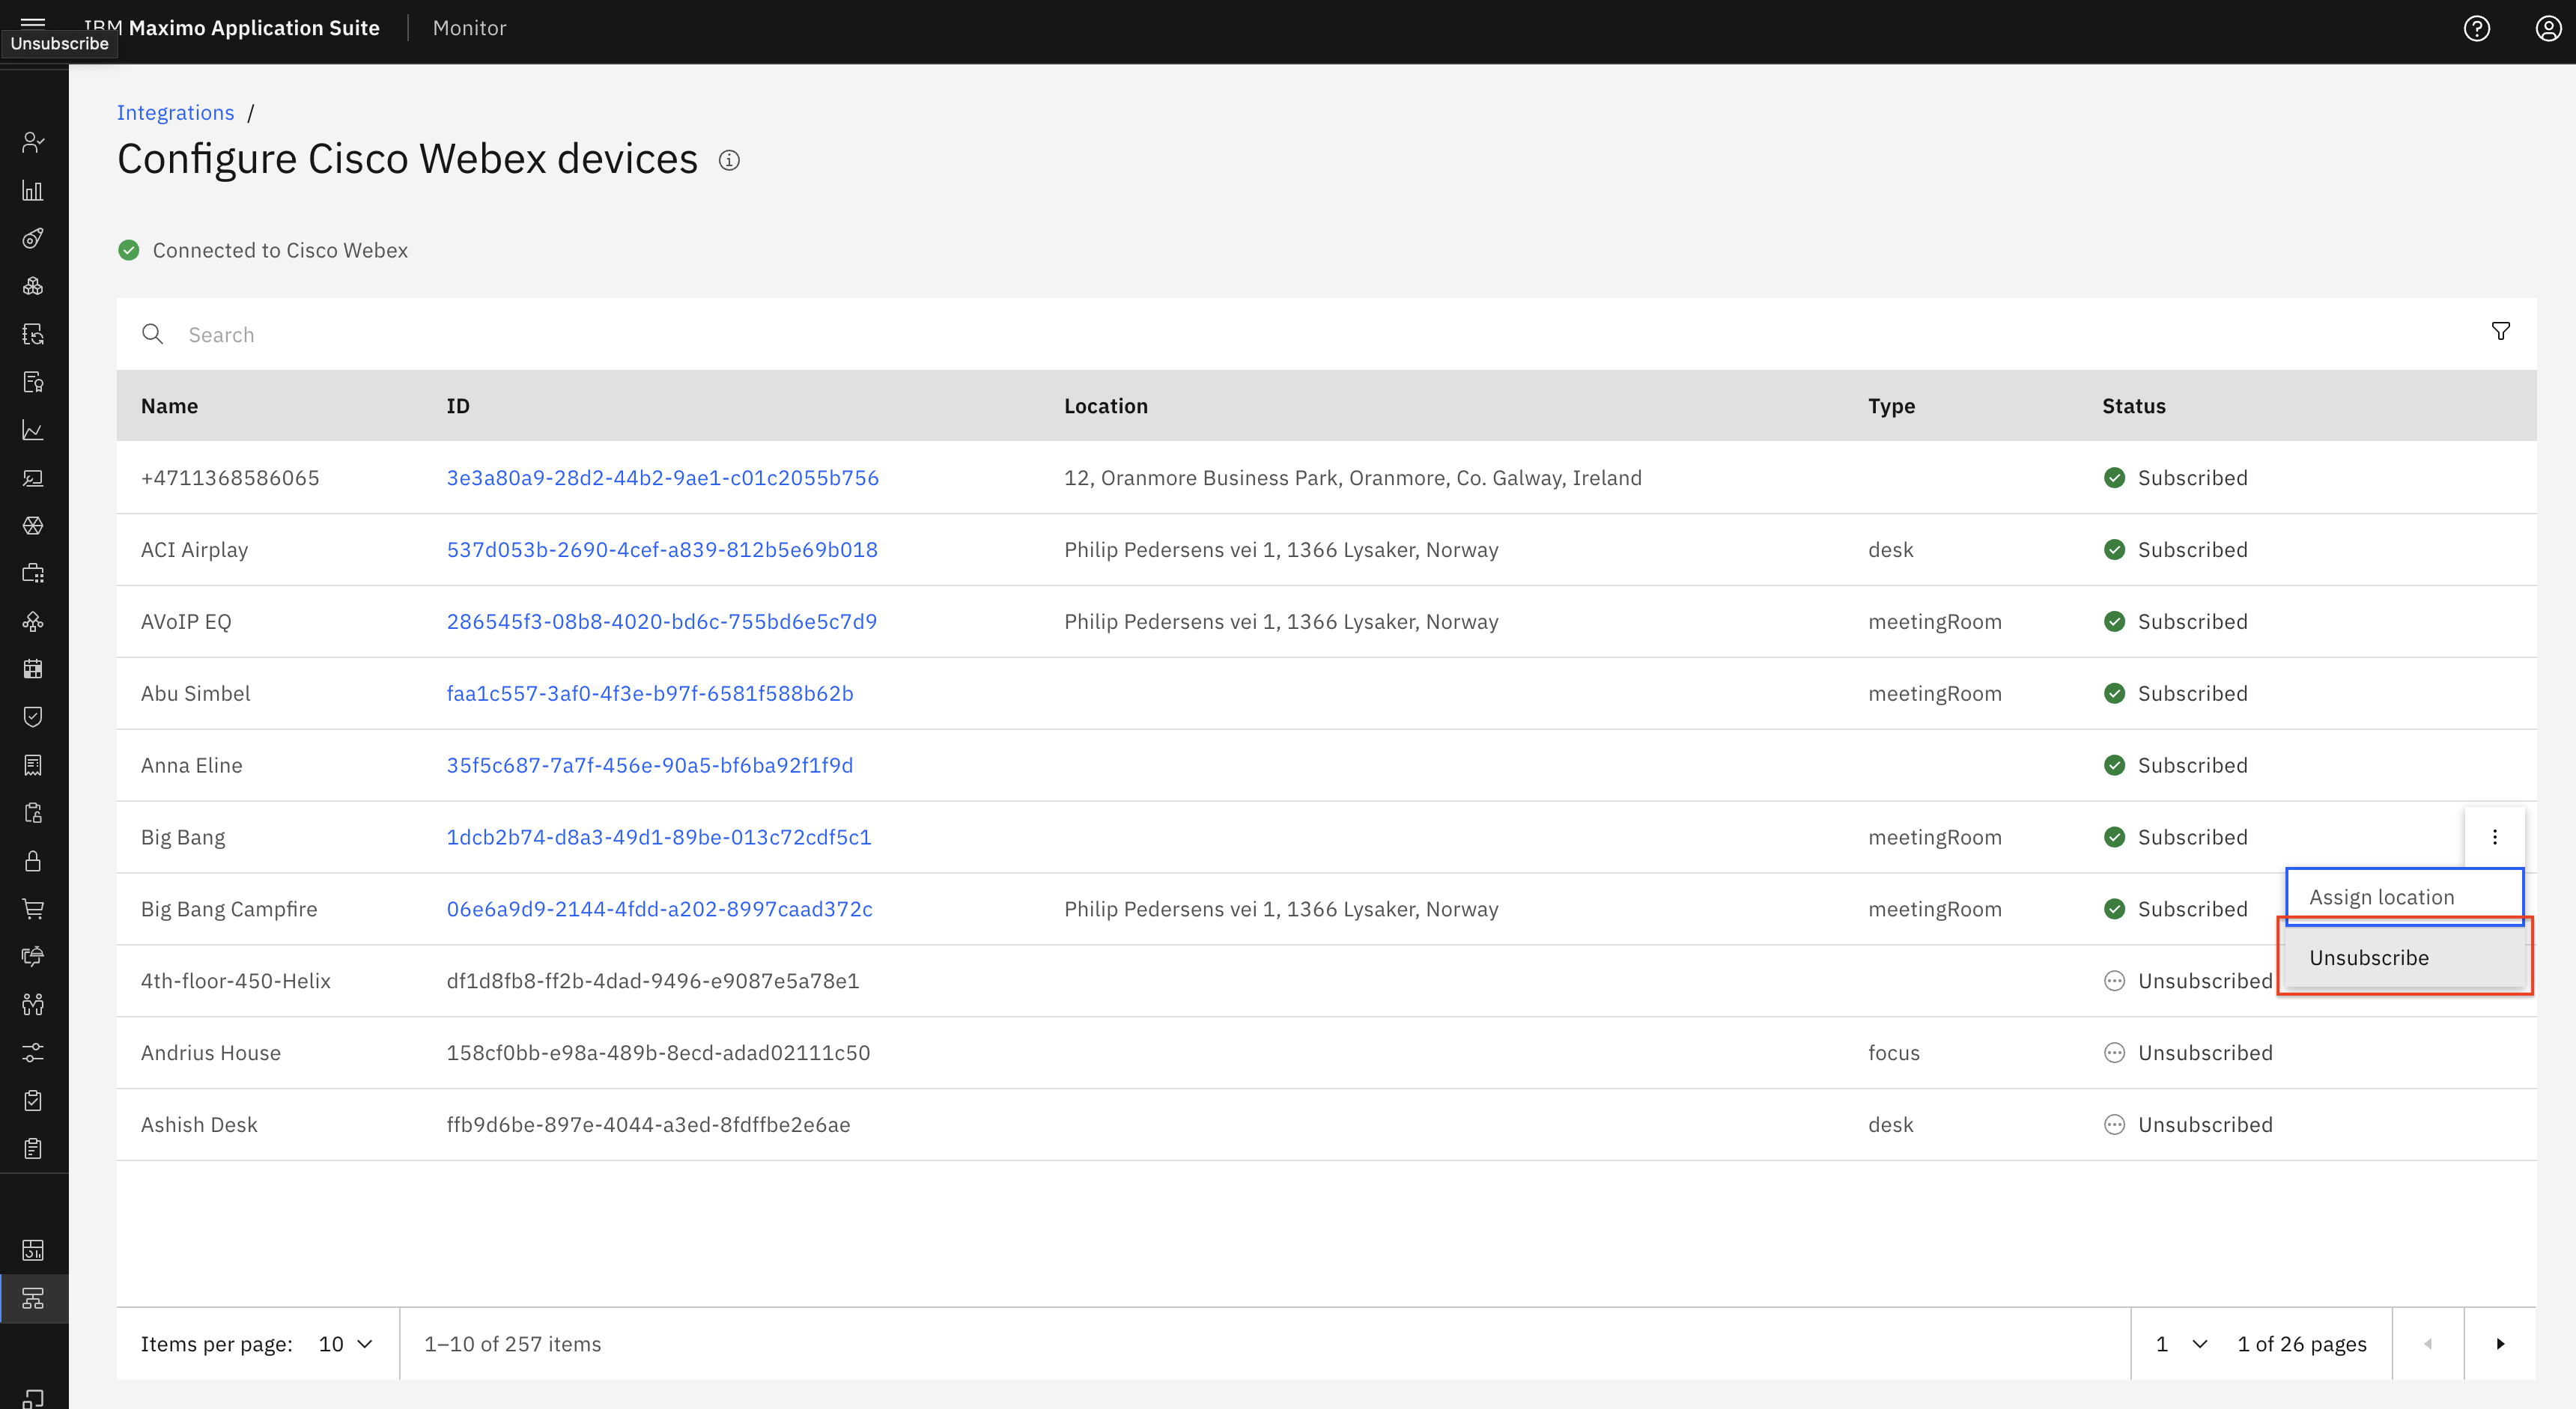 IBM Maximo Application Suite Monitor
Unsubscribe
Integrations /
Configure Cisco Webex devices
Connected to Cisco Webex
Search
Name ID Location Type Status
+4711368586065 3e3a80a9-28d2-44b2-9ae1-c01c2055b756 12, Oranmore Business Park, Oranmore, Co. Galway, Ireland Subscribed
ACI Airplay 537d053b-2690-4cef-a839-812b5e69b018 Philip Pedersens vei 1, 1366 Lysaker, Norway desk Subscribed
AVoIP EQ 286545f3-08b8-4020-bd6c-755bd6e5c7d9 Philip Pedersens vei 1, 1366 Lysaker, Norway meetingRoom Subscribed
Abu Simbel faa1c557-3af0-4f3e-b97f-6581f588b62b meetingRoom Subscribed
Anna Eline 35f5c687-7a7f-456e-90a5-bf6ba92f1f9d Subscribed
Big Bang 1dcb2b74-d8a3-49d1-89be-013c72cdf5c1 meetingRoom Subscribed
Assign location
Big Bang Campfire 06e6a9d9-2144-4fdd-a202-8997caad372c Philip Pedersens vei 1, 1366 Lysaker, Norway meetingRoom Subscribed
Unsubscribe
4th-floor-450-Helix df1d8fb8-ff2b-4dad-9496-e9087e5a78e1 Unsubscribed
Andrius House 158cf0bb-e98a-489b-8ecd-adad02111c50 focus Unsubscribed
Ashish Desk ffb9d6be-897e-4044-a3ed-8fdffbe2e6ae desk Unsubscribed
Items per page: 10 1–10 of 257 items 1 1 of 26 pages